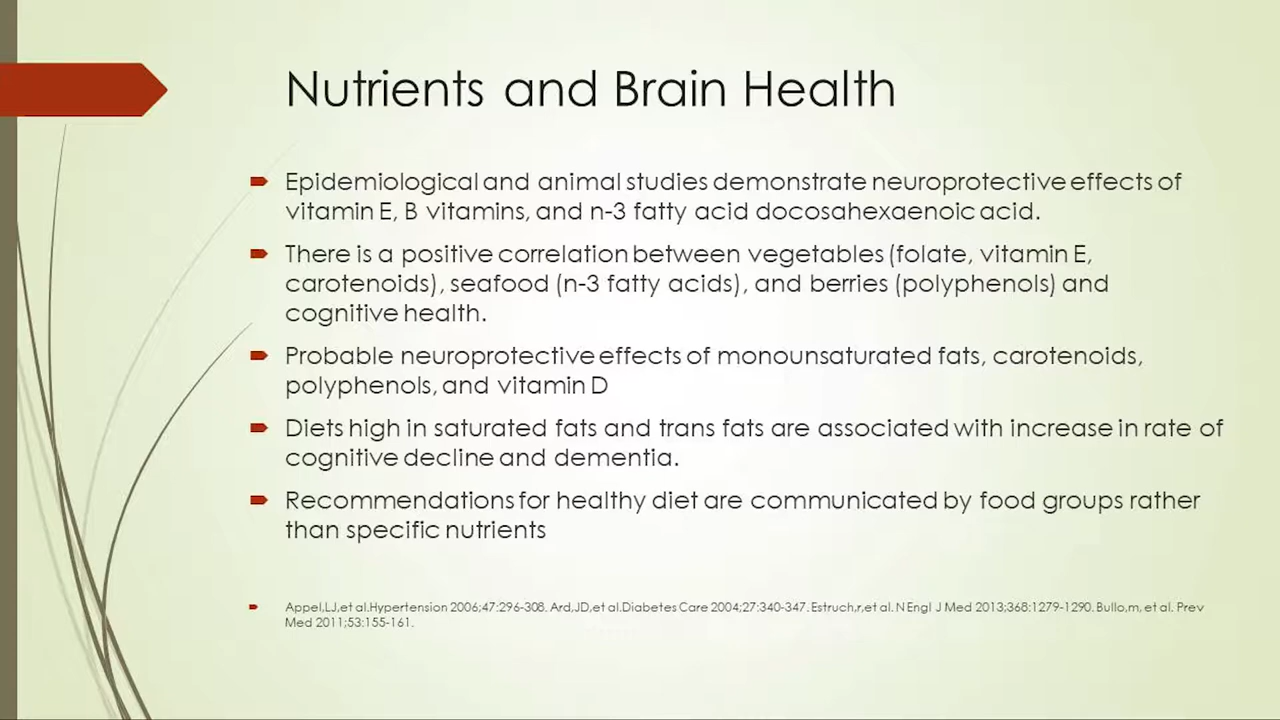 Nutrients and Brain Health
Epidemiological and animal studies demonstrate neuroprotective effects of
vitamin E, B vitamins, and n-3 fatty acid docosahexaenoic acid.
There is a positive correlation between vegetables (folate, vitamin E,
carotenoids), seafood (n-3 fatty acids), and berries (polyphenols) and
cognitive health.
Probable neuroprotective effects of monounsaturated fats, carotenoids,
polyphenols, and vitamin D
Diets high in saturated fats and trans fats are associated with increase in rate of
cognitive decline and dementia.
Recommendations for healthy diet are communicated by food groups rather
than specific nutrients
Appel,LJ,et al.Hypertension 2006;47:296-308. Ard,JD,et al.Diabetes Care 2004;27:340-347. Estruch,r,et al. N Engl J Med 2013;368:1279-1290. Bullo,m, et al. Prev
Med 2011;53:155-161.